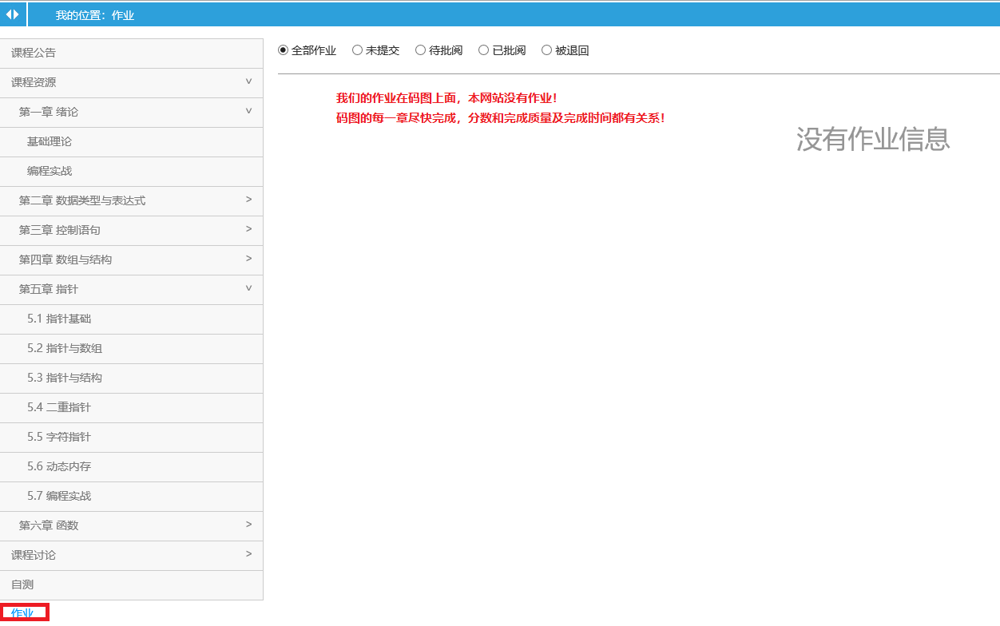 我的位置：作业
课程公告
课程资源
第一章 绪论
基础理论
编程实战
第二章 数据类型与表达式
第三章 控制语句
第四章 数组与结构
第五章 指针
5.1 指针基础
5.2 指针与数组
5.3 指针与结构
5.4 二重指针
5.5 字符指针
5.6 动态内存
5.7 编程实战
第六章 函数
课程讨论
自测
作业
全部作业 未提交 待批阅 已批阅 被退回
我们的作业在码图上面，本网站没有作业！
码图的每一章尽快完成，分数和完成质量及完成时间都有关系！
没有作业信息